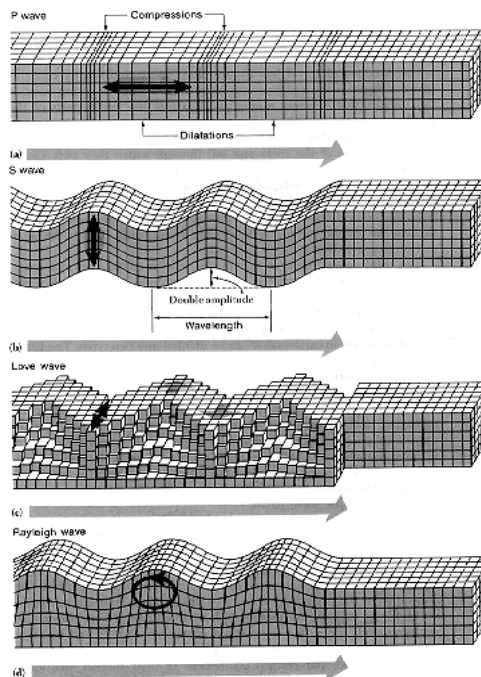 P wave
Compressions
Dilatations
(a)
S wave
Double amplitude
Wavelength
(b)
Love wave
(c)
Rayleigh wave
(d)